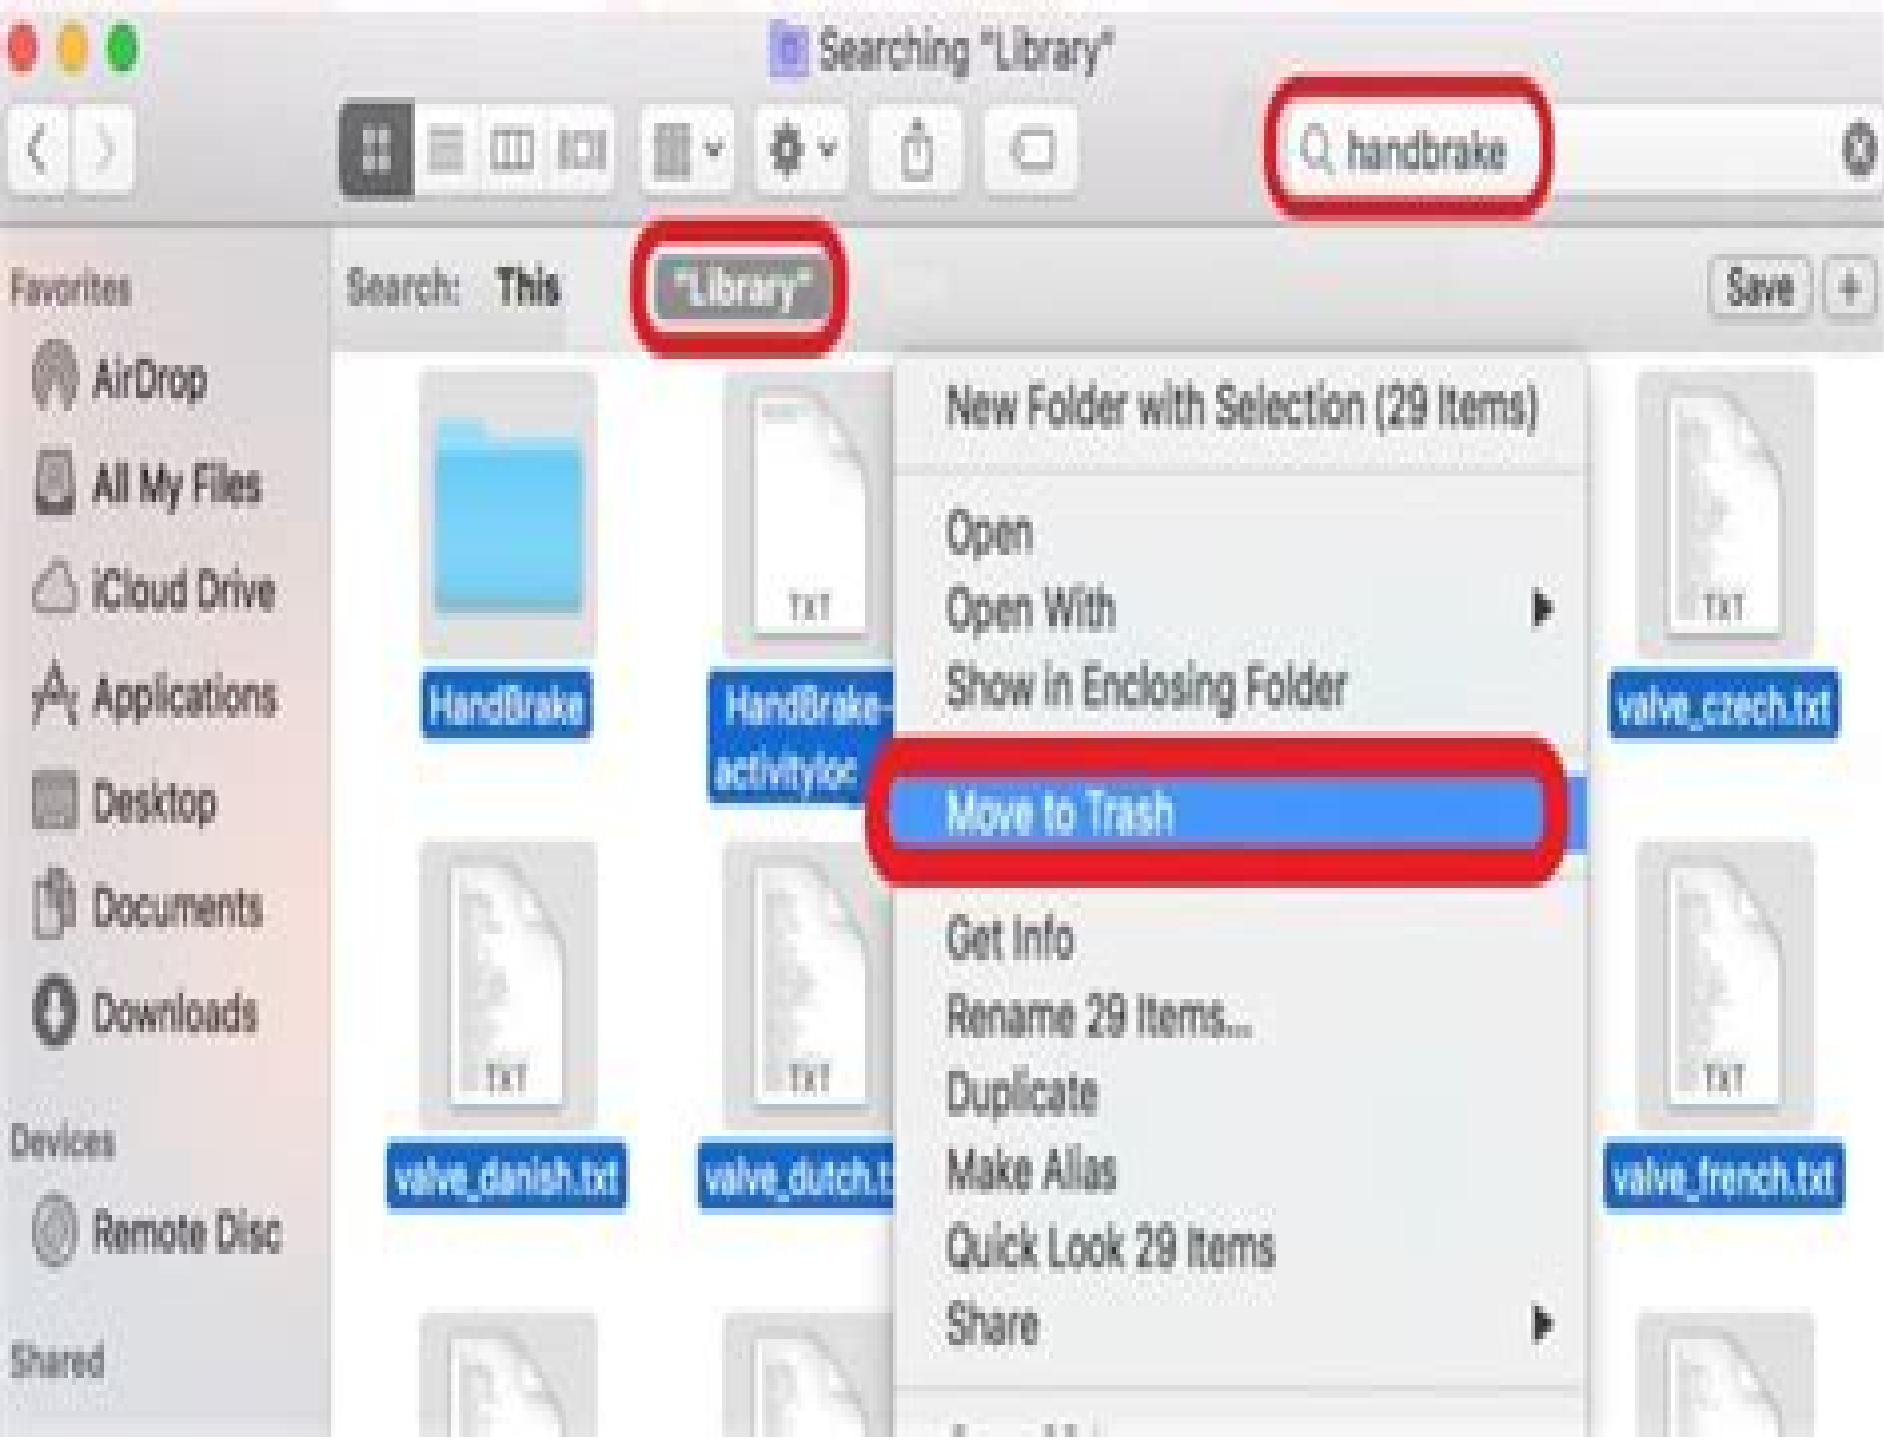 Searching "Library"
handbrake
Search: This "Library" Save +
Favorites
AirDrop
All My Files
iCloud Drive
Applications
Desktop
Documents
Downloads
Devices
Remote Disc
Shared
TXT
TXT
HandBrake
HandBrake-
activityloc
valve_czech.txt
TXT
TXT
TXT
valve_danish.txt
valve_dutch.t
valve_french.txt
New Folder with Selection (29 Items)
Open
Open With
Show in Enclosing Folder
Move to Trash
Get Info
Rename 29 Items...
Duplicate
Make Alias
Quick Look 29 Items
Share